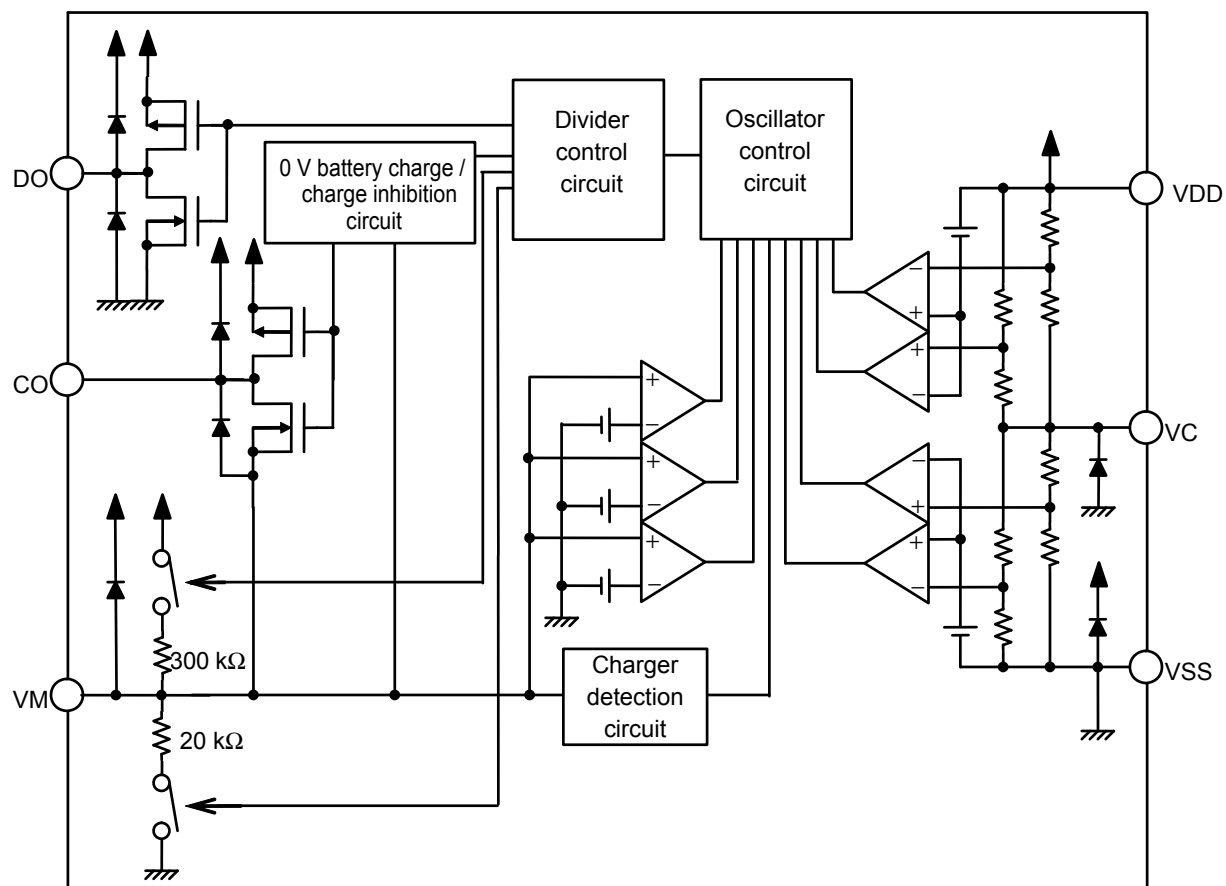 Divider
control
circuit
Oscillator
control
circuit
0 V battery charge /
charge inhibition
circuit
DO
VDD
−
+
+
−
CO
+
−
+
−
+
−
VC
−
+
+
−
300 kΩ
VM
20 kΩ
Charger
detection
circuit
VSS